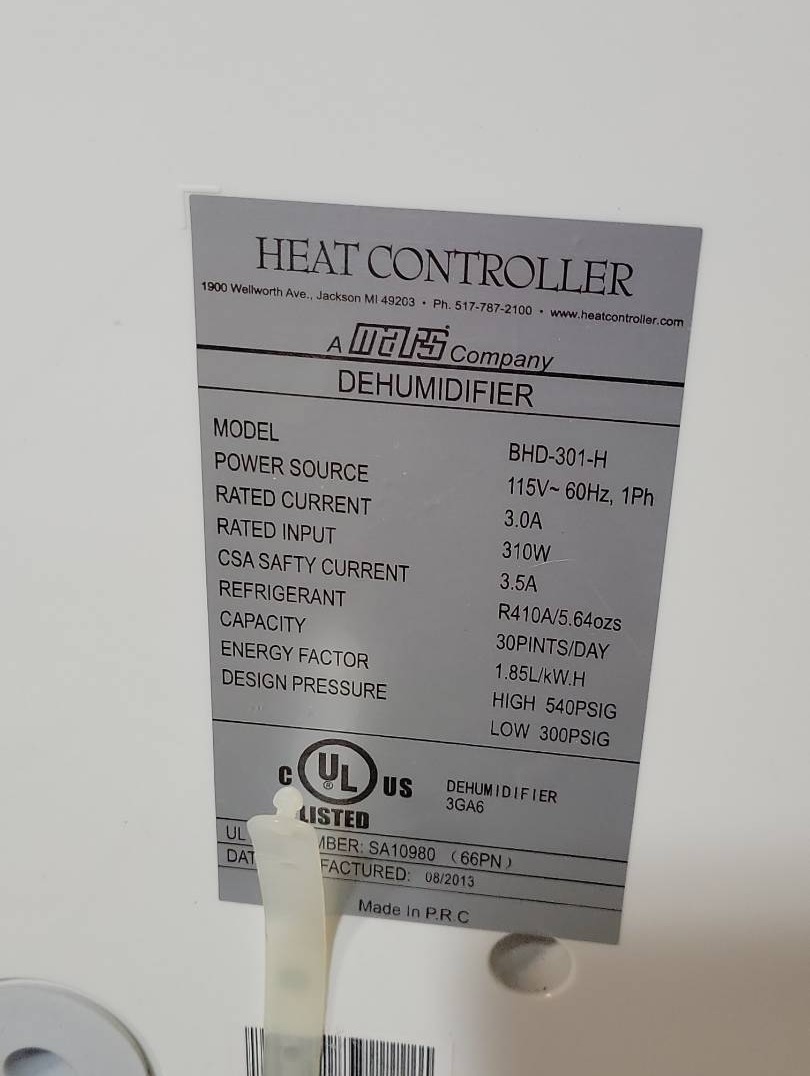 HEAT CONTROLLER
1900 Wellworth Ave., Jackson MI 49203 • Ph. 517-787-2100 • www.heatcontroller.com
A mars Company
DEHUMIDIFIER
MODEL BHD-301-H
POWER SOURCE 115V~ 60Hz, 1Ph
RATED CURRENT 3.0A
RATED INPUT 310W
CSA SAFTY CURRENT 3.5A
REFRIGERANT R410A/5.64ozs
CAPACITY 30PINTS/DAY
ENERGY FACTOR 1.85L/kW.H
DESIGN PRESSURE HIGH 540PSIG
LOW 300PSIG
C UL® US
LISTED
DEHUMIDIFIER
3GA6
UL MBER: SA10980 (66PN)
DAT FACTURED: 08/2013
Made In P.R.C